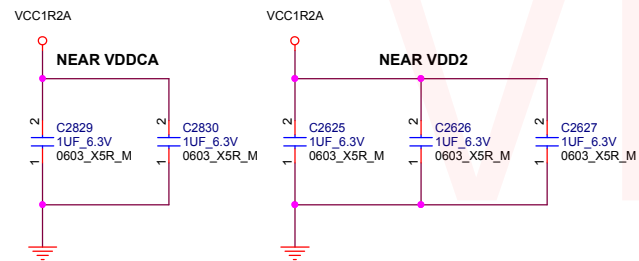 VCC1R2A
VCC1R2A
NEAR VDDCA
NEAR VDD2
2
C2829
1UF_6.3V
0603_X5R_M
1
2
C2830
1UF_6.3V
0603_X5R_M
1
2
C2625
1UF_6.3V
0603_X5R_M
1
2
C2626
1UF_6.3V
0603_X5R_M
1
2
C2627
1UF_6.3V
0603_X5R_M
1